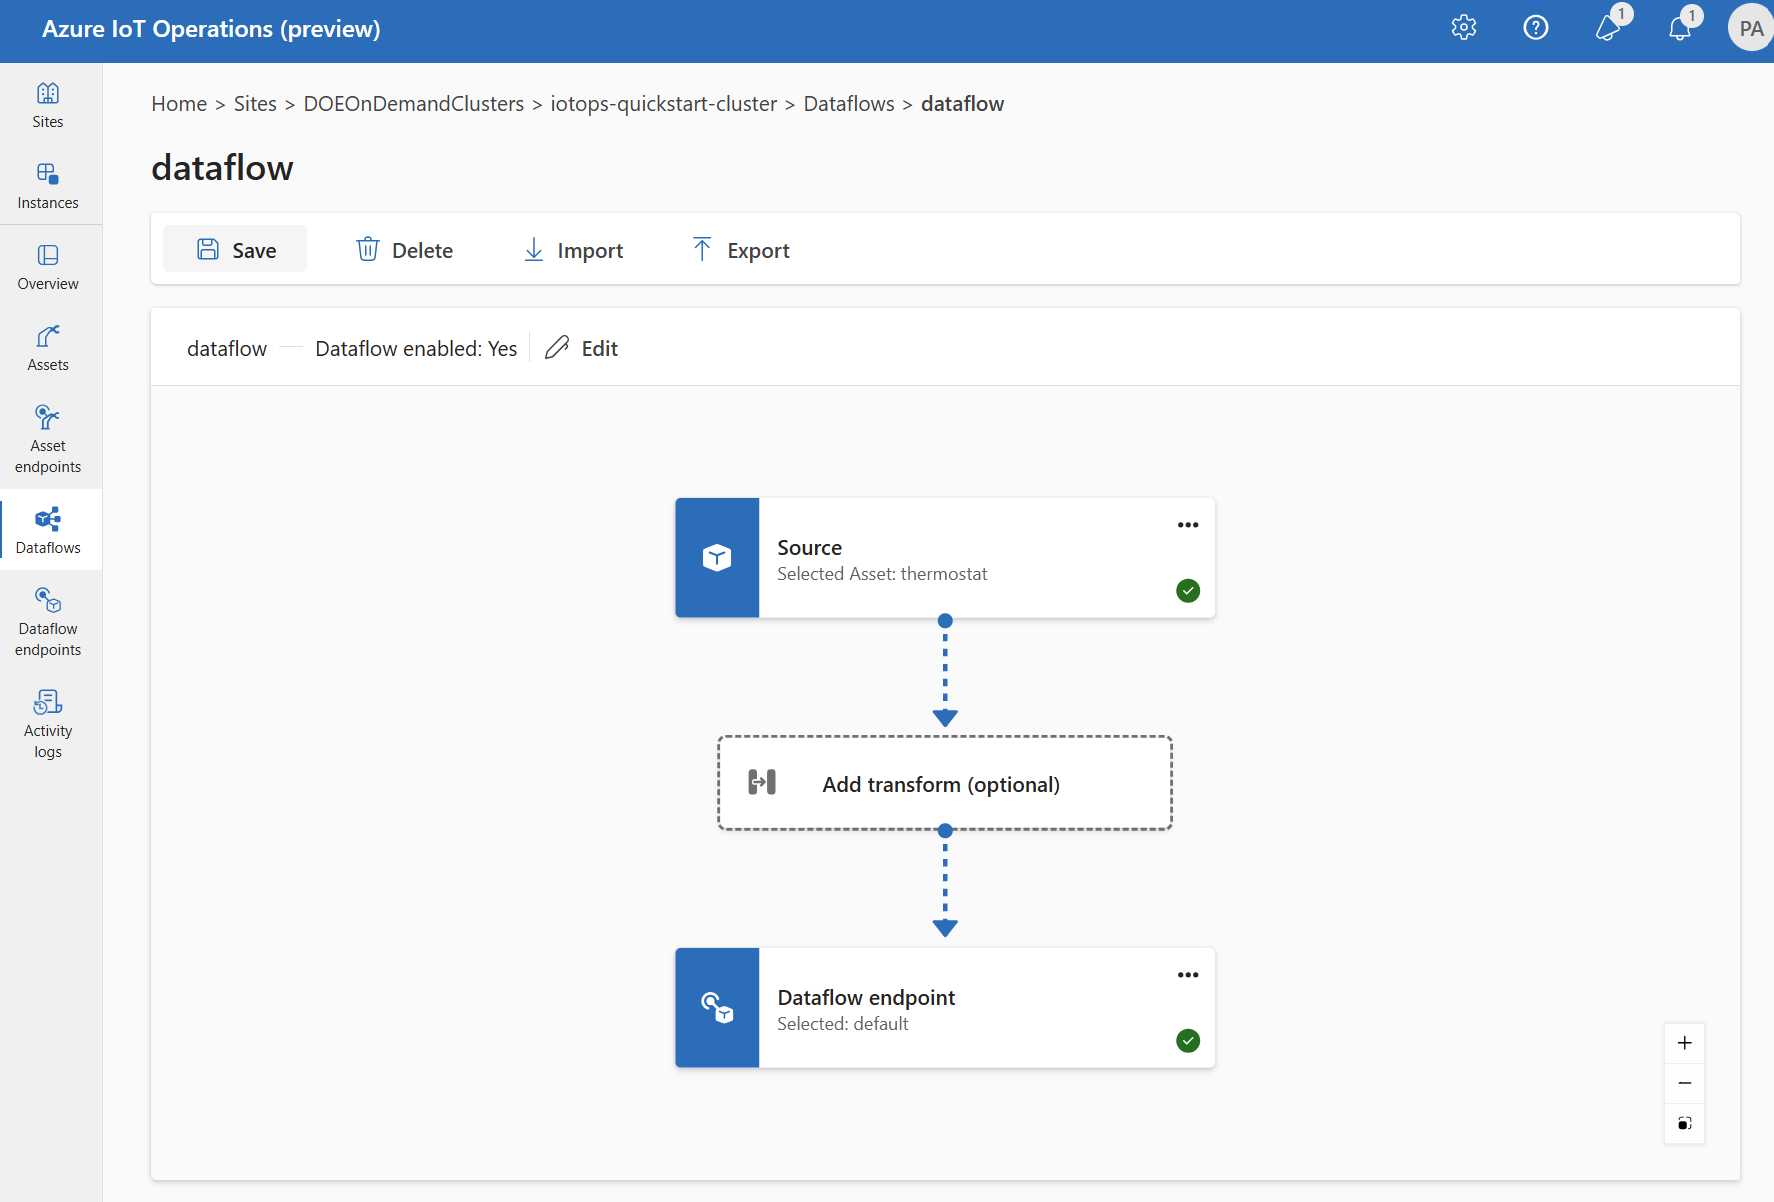 Azure IoT Operations (preview)
1
1
PA
Sites
Instances
Overview
Assets
Asset
endpoints
Dataflows
Dataflow
endpoints
Activity
logs
Home > Sites > DOEOnDemandClusters > iotops-quickstart-cluster > Dataflows > dataflow
dataflow
Save
Delete
Import
Export
dataflow
Dataflow enabled: Yes
Edit
Source
Selected Asset: thermostat
Add transform (optional)
Dataflow endpoint
Selected: default